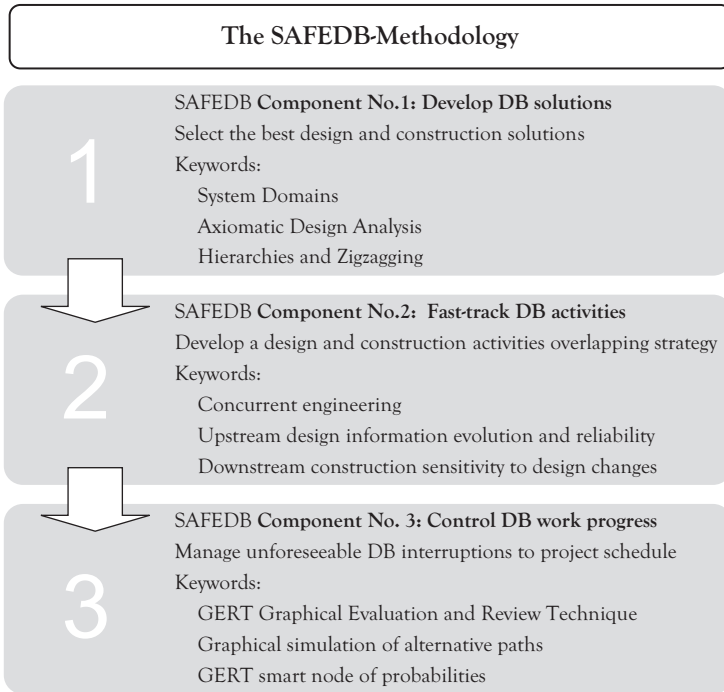 The SAFEDB-Methodology
1
SAFEDB Component No.1: Develop DB solutions
Select the best design and construction solutions
Keywords:
System Domains
Axiomatic Design Analysis
Hierarchies and Zigzagging
2
SAFEDB Component No.2: Fast-track DB activities
Develop a design and construction activities overlapping strategy
Keywords:
Concurrent engineering
Upstream design information evolution and reliability
Downstream construction sensitivity to design changes
3
SAFEDB Component No. 3: Control DB work progress
Manage unforeseeable DB interruptions to project schedule
Keywords:
GERT Graphical Evaluation and Review Technique
Graphical simulation of alternative paths
GERT smart node of probabilities